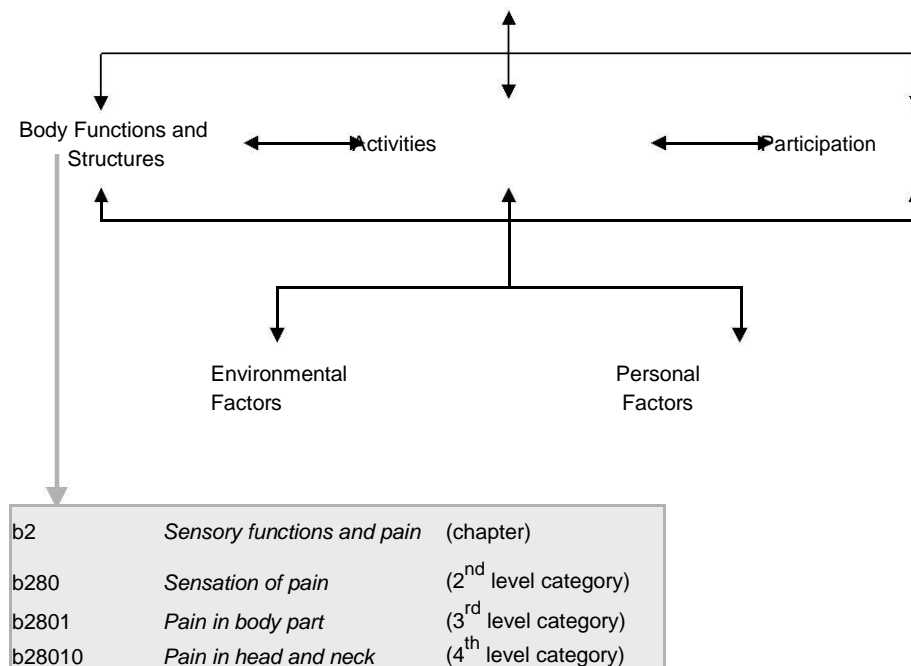 Body Functions and
Structures
Activities
Participation
Environmental
Factors
Personal
Factors
b2 Sensory functions and pain (chapter)
b280 Sensation of pain (2nd level category)
b2801 Pain in body part (3rd level category)
b28010 Pain in head and neck (4th level category)